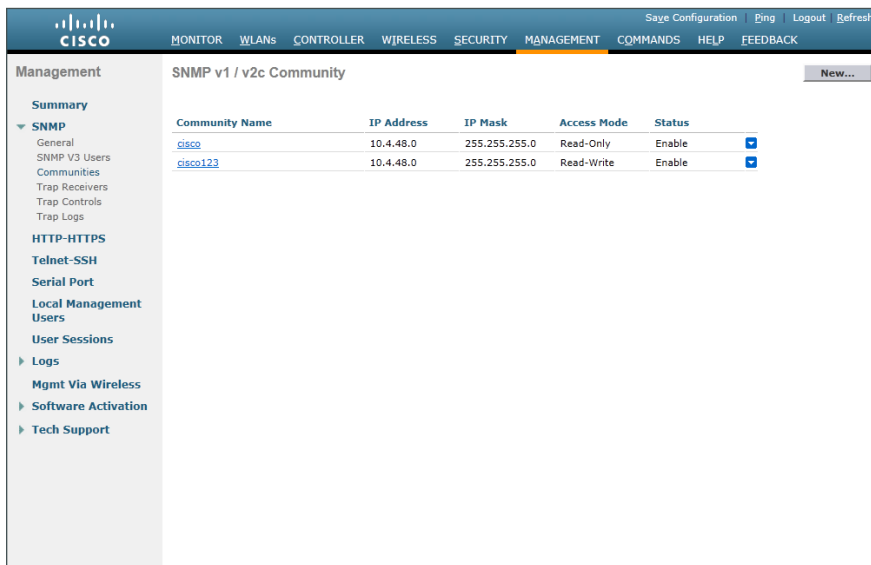 Save Configuration | Ping | Logout | Refresh
CISCO
MONITOR WLANs CONTROLLER WIRELESS SECURITY MANAGEMENT COMMANDS HELP FEEDBACK
Management
SNMP v1 / v2c Community
New...
Summary
SNMP
General
SNMP V3 Users
Communities
Trap Receivers
Trap Controls
Trap Logs
HTTP-HTTPS
Telnet-SSH
Serial Port
Local Management
Users
User Sessions
Logs
Mgmt Via Wireless
Software Activation
Tech Support
Community Name IP Address IP Mask Access Mode Status
cisco 10.4.48.0 255.255.255.0 Read-Only Enable
cisco123 10.4.48.0 255.255.255.0 Read-Write Enable